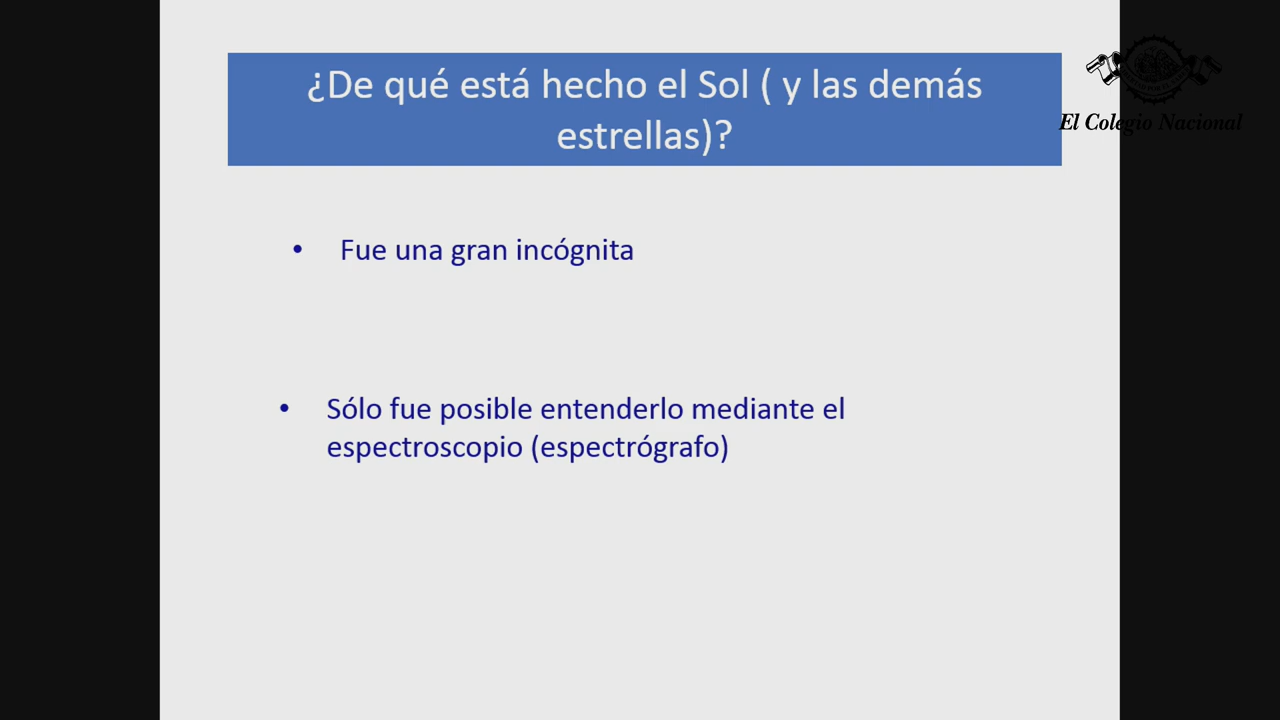 ¿De qué está hecho el Sol ( y las demás
estrellas)?
El Colegio Nacional
• Fue una gran incógnita
• Sólo fue posible entenderlo mediante el
espectroscopio (espectrógrafo)